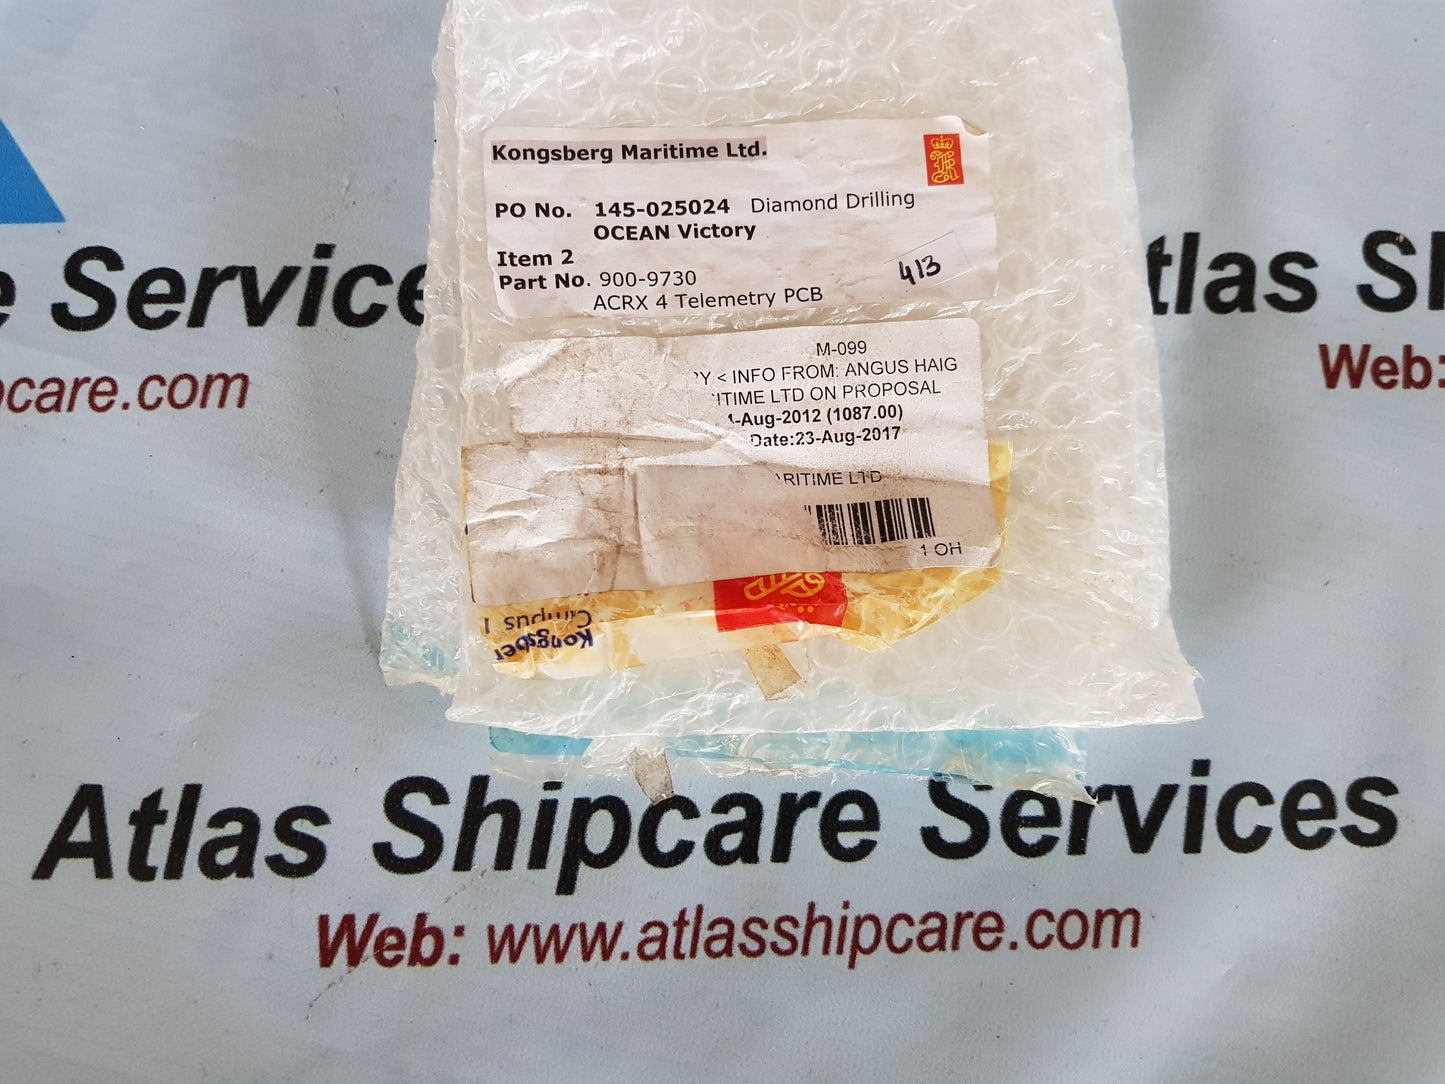 Kongsberg Maritime Ltd.
PO No. 145-025024 Diamond Drilling
OCEAN Victory
Item 2
Part No. 900-9730
ACRX 4 Telemetry PCB
413
M-099
< INFO FROM: ANGUS HAIG
LTD ON PROPOSAL
-Aug-2012 (1087.00)
Date:23-Aug-2017
LTD
1 OH
Campus 1
Kongsber
e Service
pcare.com
tlas Sh
Web:
Atlas Shipcare Services
Web: www.atlasshipcare.com